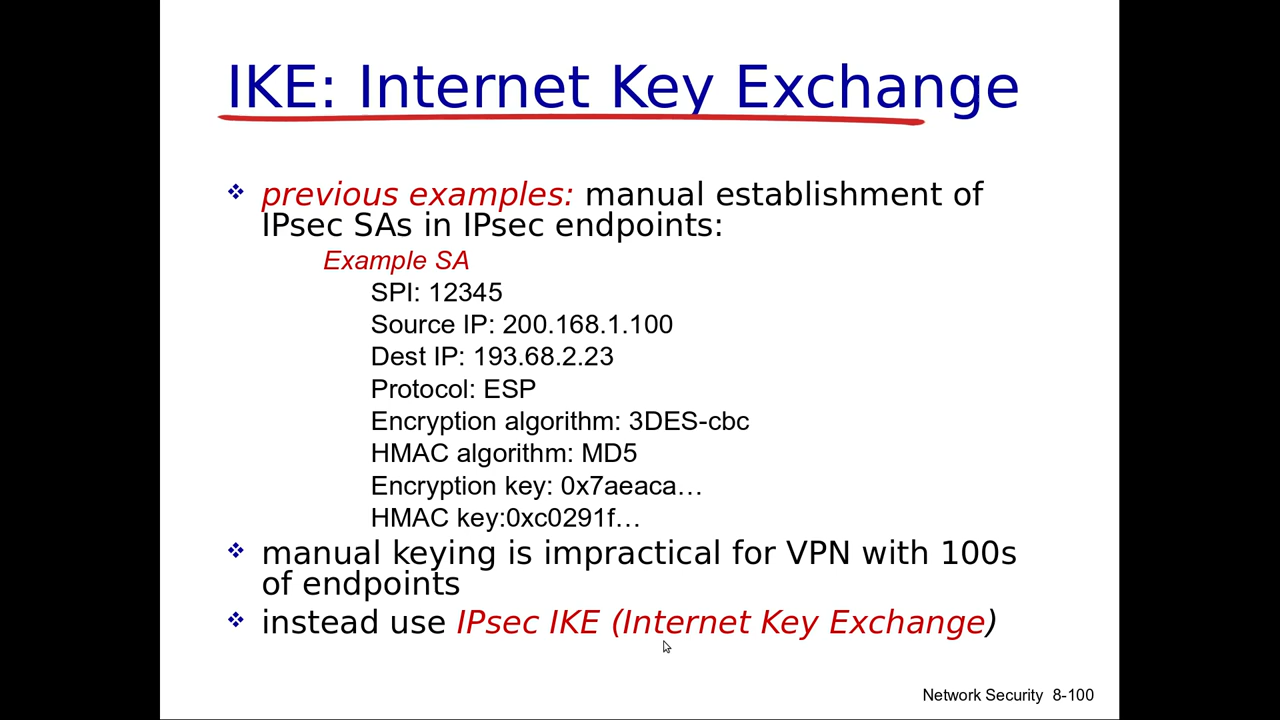 IKE: Internet Key Exchange
previous examples: manual establishment of
IPsec SAs in IPsec endpoints:
Example SA
SPI: 12345
Source IP: 200.168.1.100
Dest IP: 193.68.2.23
Protocol: ESP
Encryption algorithm: 3DES-cbc
HMAC algorithm: MD5
Encryption key: 0x7aeaca…
HMAC key:0xc0291f…
manual keying is impractical for VPN with 100s
of endpoints
instead use IPsec IKE (Internet Key Exchange)
Network Security 8-100